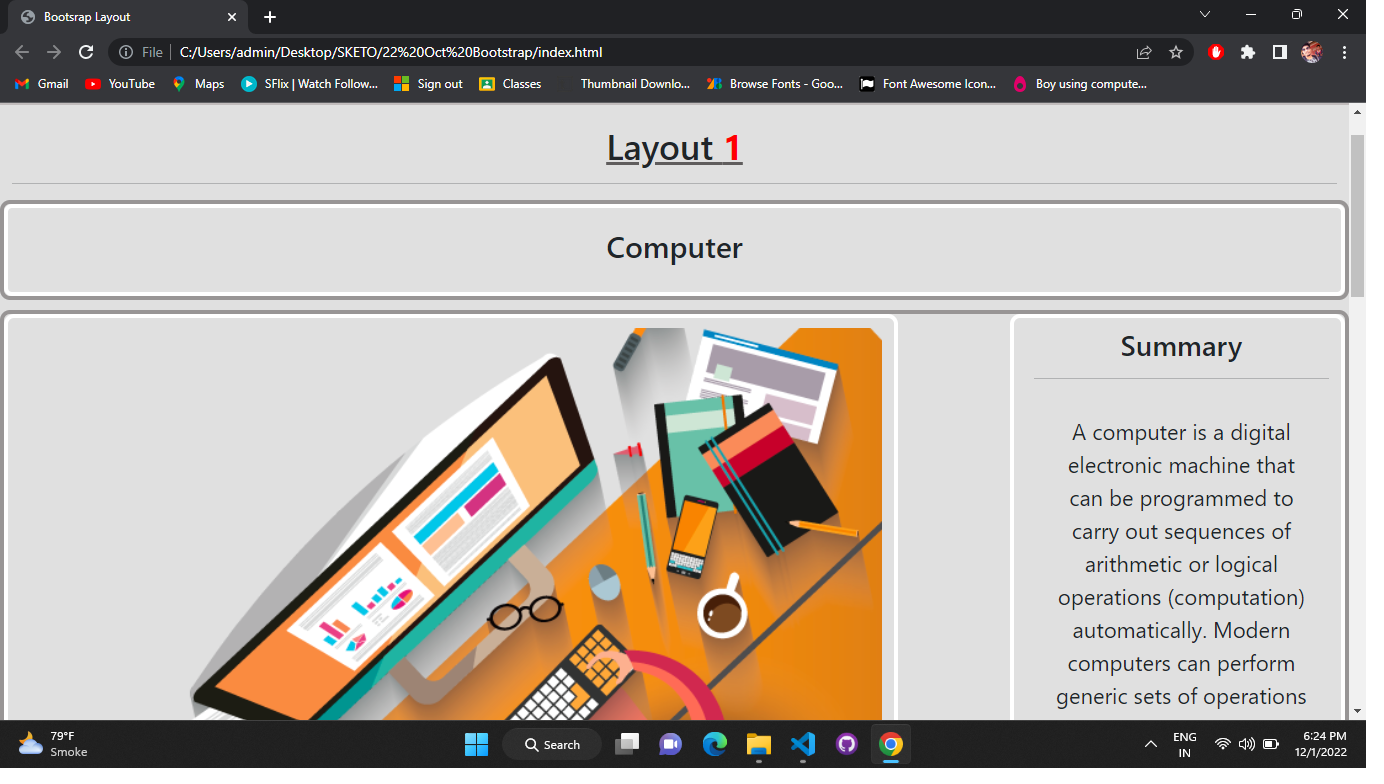 Bootsrap Layout
File
C:/Users/admin/Desktop/SKETO/22%20Oct%20Bootstrap/index.html
Gmail
YouTube
Maps
SFlix | Watch Follow...
Sign out
Classes
Thumbnail Downlo...
Browse Fonts - Goo...
Font Awesome Icon...
Boy using compute...
Layout 1
Computer
Summary
A computer is a digital
electronic machine that
can be programmed to
carry out sequences of
arithmetic or logical
operations (computation)
automatically. Modern
computers can perform
generic sets of operations
79°F
Smoke
Search
ENG
IN
6:24 PM
12/1/2022